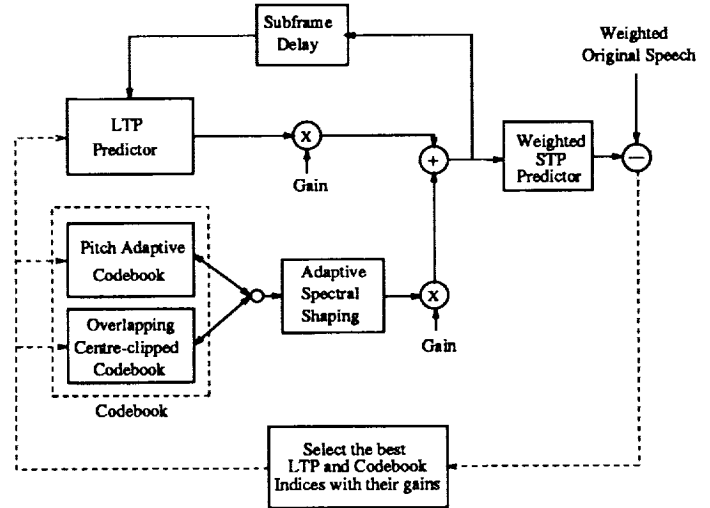 Subframe
Delay
Weighted
Original Speech
LTP
Predictor
X
Gain
+
Weighted
STP
Predictor
—
Pitch Adaptive
Codebook
Overlapping
Centre-clipped
Codebook
Codebook
Adaptive
Spectral
Shaping
X
Gain
Select the best
LTP and Codebook
Indices with their gains